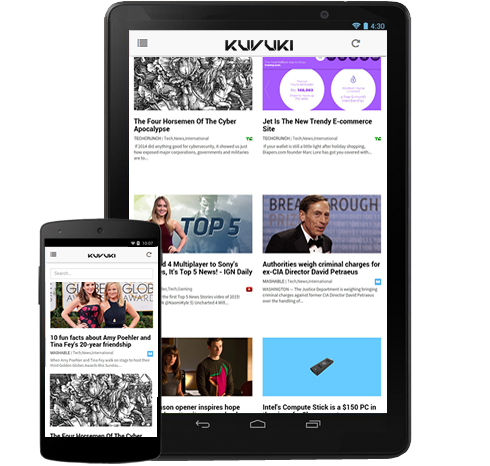 4:30
KUVUKI
The Four Horsemen Of The Cyber
Apocalypse
TECHCRUNCH | Tech,News,International
If 2014 did anything good for cybersecurity, it showed us just
how exposed major corporations, governments and militaries
are to...
Jet Is The New Trendy E-commerce
Site
TECHCRUNCH | Tech,News,International
If your wallet is still a little light after holiday shopping,
Diapers.com founder Marc Lore has got you covered with...
TOP 5
d 4 Multiplayer to Sony's
es, It's Top 5 News! - IGN Daily
Tech,Gaming
the first Top 5 News Stories video of 2015!
(@NaomiKyle) Uncharted 4 Will...
Authorities weigh criminal charges for
ex-CIA Director David Petraeus
MASHABLE | Tech,News,International
WASHINGTON — The Justice Department is weighing bringing
criminal charges against former CIA Director David Petraeus
over the handling of...
ason opener inspires hope
Intel's Compute Stick is a $150 PC in
10:07
KUVUKI
Search...
10 fun facts about Amy Poehler and
Tina Fey's 20-year friendship
MASHABLE | Tech,News,International
When Amy Poehler and Tina Fey walk on stage to host their
third Golden Globes Awards this Sunday...
The Four Horsemen Of The Cyber